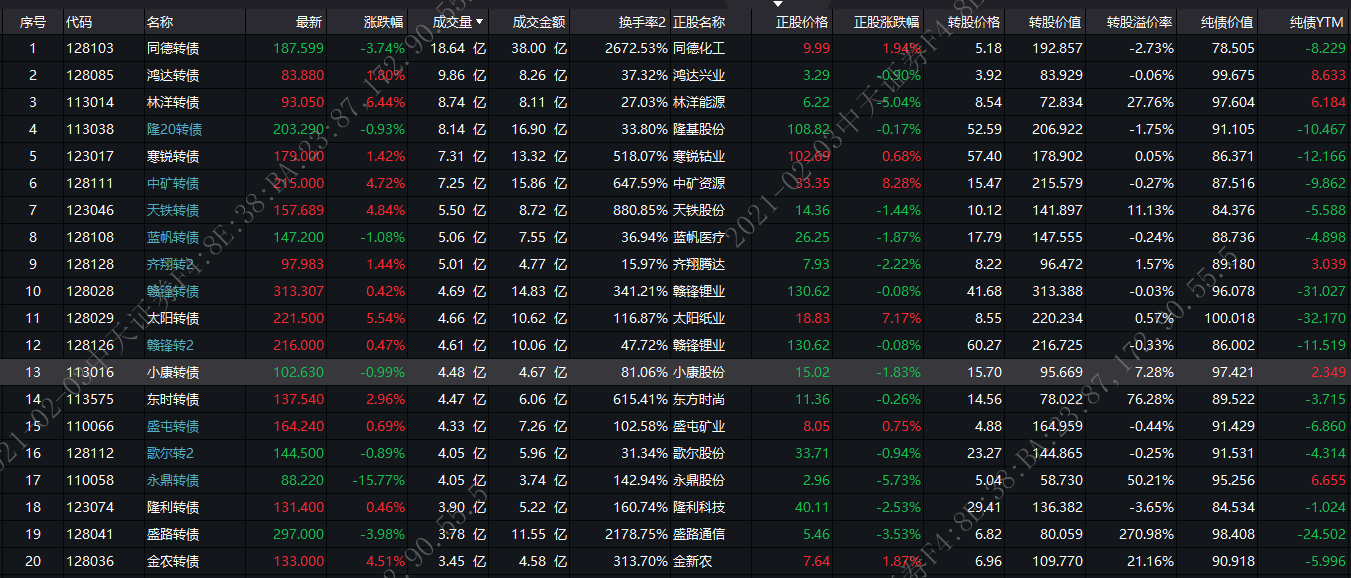 序号 代码 名称 最新 涨跌幅 成交量 成交金额 换手率2 正股名称 正股价格 正股涨跌幅 转股价格 转股价值 转股溢价率 纯债价值 纯债YTM
1 128103 同德转债 187.599 -3.74% 18.64 亿 38.00 亿 2672.53% 同德化工 9.99 1.94% 5.18 192.857 -2.73% 78.505 -8.229
2 128085 鸿达转债 83.880 1.80% 9.86 亿 8.26 亿 37.32% 鸿达兴业 3.29 -0.90% 3.92 83.929 -0.06% 99.675 8.633
3 113014 林洋转债 93.050 6.44% 8.74 亿 8.11 亿 27.03% 林洋能源 6.22 -5.04% 8.54 72.834 27.76% 97.604 6.184
4 113038 隆20转债 203.290 -0.93% 8.14 亿 16.90 亿 33.80% 隆基股份 108.82 -0.17% 52.59 206.922 -1.75% 91.105 -10.467
5 123017 寒锐转债 179.000 1.42% 7.31 亿 13.32 亿 518.07% 寒锐钴业 102.69 0.68% 57.40 178.902 0.05% 86.371 -12.166
6 128111 中矿转债 215.000 4.72% 7.25 亿 15.86 亿 647.59% 中矿资源 33.35 8.28% 15.47 215.579 -0.27% 87.516 -9.862
7 123046 天铁转债 157.689 4.84% 5.50 亿 8.72 亿 880.85% 天铁股份 14.36 -1.44% 10.12 141.897 11.13% 84.376 -5.588
8 128108 蓝帆转债 147.200 -1.08% 5.06 亿 7.55 亿 36.94% 蓝帆医疗 26.25 -1.87% 17.79 147.555 -0.24% 88.736 -4.898
9 128128 齐翔转2 97.983 1.44% 5.01 亿 4.77 亿 15.97% 齐翔腾达 7.93 -2.22% 8.22 96.472 1.57% 89.180 3.039
10 128028 赣锋转债 313.307 0.42% 4.69 亿 14.83 亿 341.21% 赣锋锂业 130.62 -0.08% 41.68 313.388 -0.03% 96.078 -31.027
11 128029 太阳转债 221.500 5.54% 4.66 亿 10.62 亿 116.87% 太阳纸业 18.83 7.17% 8.55 220.234 0.57% 100.018 -32.170
12 128126 赣锋转2 216.000 0.47% 4.61 亿 10.06 亿 47.72% 赣锋锂业 130.62 -0.08% 60.27 216.725 -0.33% 86.002 -11.519
13 113016 小康转债 102.630 -0.99% 4.48 亿 4.67 亿 81.06% 小康股份 15.02 -1.83% 15.70 95.669 7.28% 97.421 2.349
14 113575 东时转债 137.540 2.96% 4.47 亿 6.06 亿 615.41% 东方时尚 11.36 -0.26% 14.56 78.022 76.28% 89.522 -3.715
15 110066 盛屯转债 164.240 0.69% 4.33 亿 7.26 亿 102.58% 盛屯矿业 8.05 0.75% 4.88 164.959 -0.44% 91.429 -6.860
16 128112 歌尔转2 144.500 -0.89% 4.05 亿 5.96 亿 31.34% 歌尔股份 33.71 -0.94% 23.27 144.865 -0.25% 91.531 -4.314
17 110058 永鼎转债 88.220 -15.77% 4.05 亿 3.74 亿 142.94% 永鼎股份 2.96 -5.73% 5.04 58.730 50.21% 95.256 6.655
18 123074 隆利转债 131.400 0.46% 3.90 亿 5.22 亿 160.74% 隆利科技 40.11 -2.53% 29.41 136.382 -3.65% 84.534 -1.024
19 128041 盛路转债 297.000 -3.98% 3.78 亿 11.55 亿 2178.75% 盛路通信 5.46 -3.53% 6.82 80.059 270.98% 98.408 -24.502
20 128036 金农转债 133.000 4.51% 3.45 亿 4.58 亿 313.70% 金新农 7.64 1.87% 6.96 109.770 21.16% 90.918 -5.996